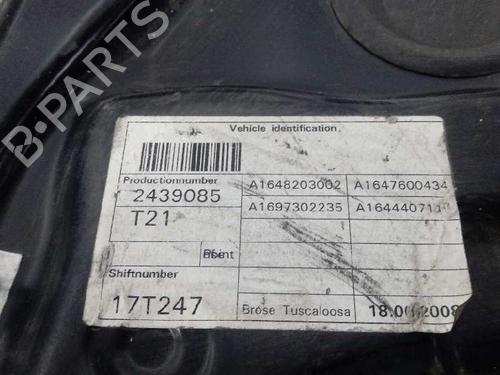 B-PARTS
Vehicle identification
Productionnumber
2439085
A1648203002 A1647600434
T21
A1697302235
Shiftnumber
17T247
Brose Tuscaloosa